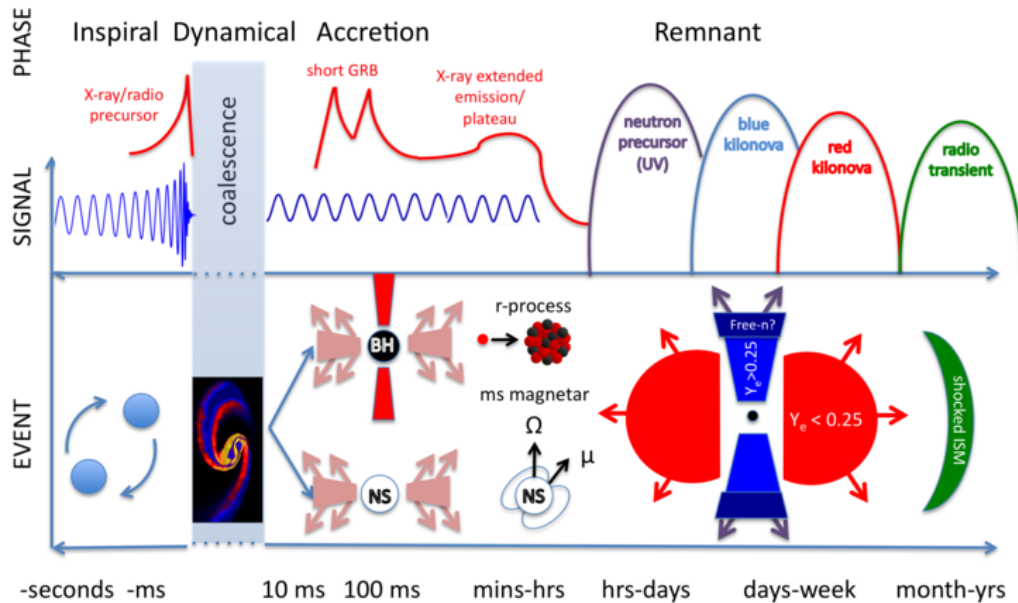 PHASE
Inspiral Dynamical Accretion Remnant
SIGNAL
X-ray/radio
precursor
coalescence
short GRB
X-ray extended
emission/
plateau
neutron
precursor
(UV)
blue
kilonova
red
kilonova
radio
transient
EVENT
BH
NS
r-process
ms magnetar
Ω
μ
NS
Free-n?
Y_e>0.25
Y_e < 0.25
shocked ISM
-seconds -ms 10 ms 100 ms mins-hrs hrs-days days-week month-yrs